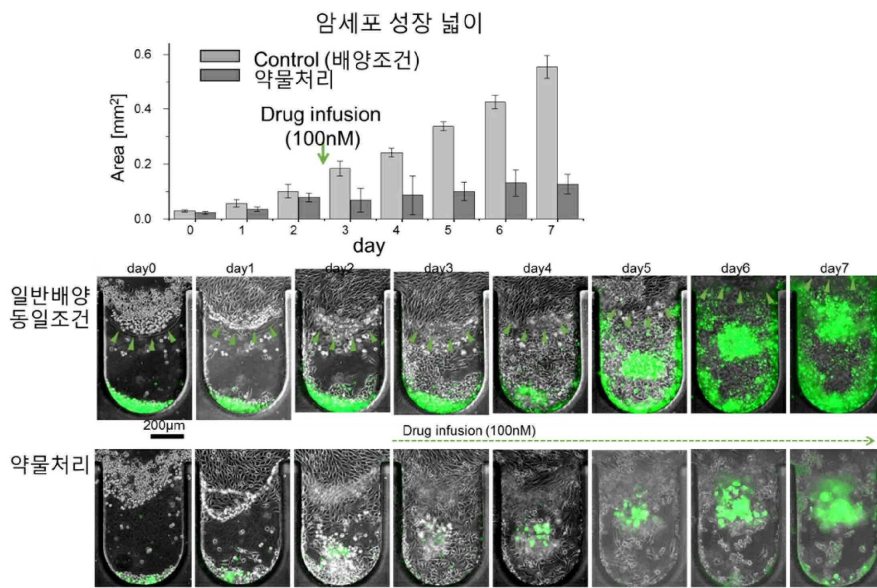 암세포 성장 넓이
Control (배양조건)
약물처리
Drug infusion
(100nM)
Area [mm²]
0.6
0.4
0.2
0.0
0 1 2 3 4 5 6 7
day
day0 day1 day2 day3 day4 day5 day6 day7
일반배양
동일조건
200μm
Drug infusion (100nM)
약물처리